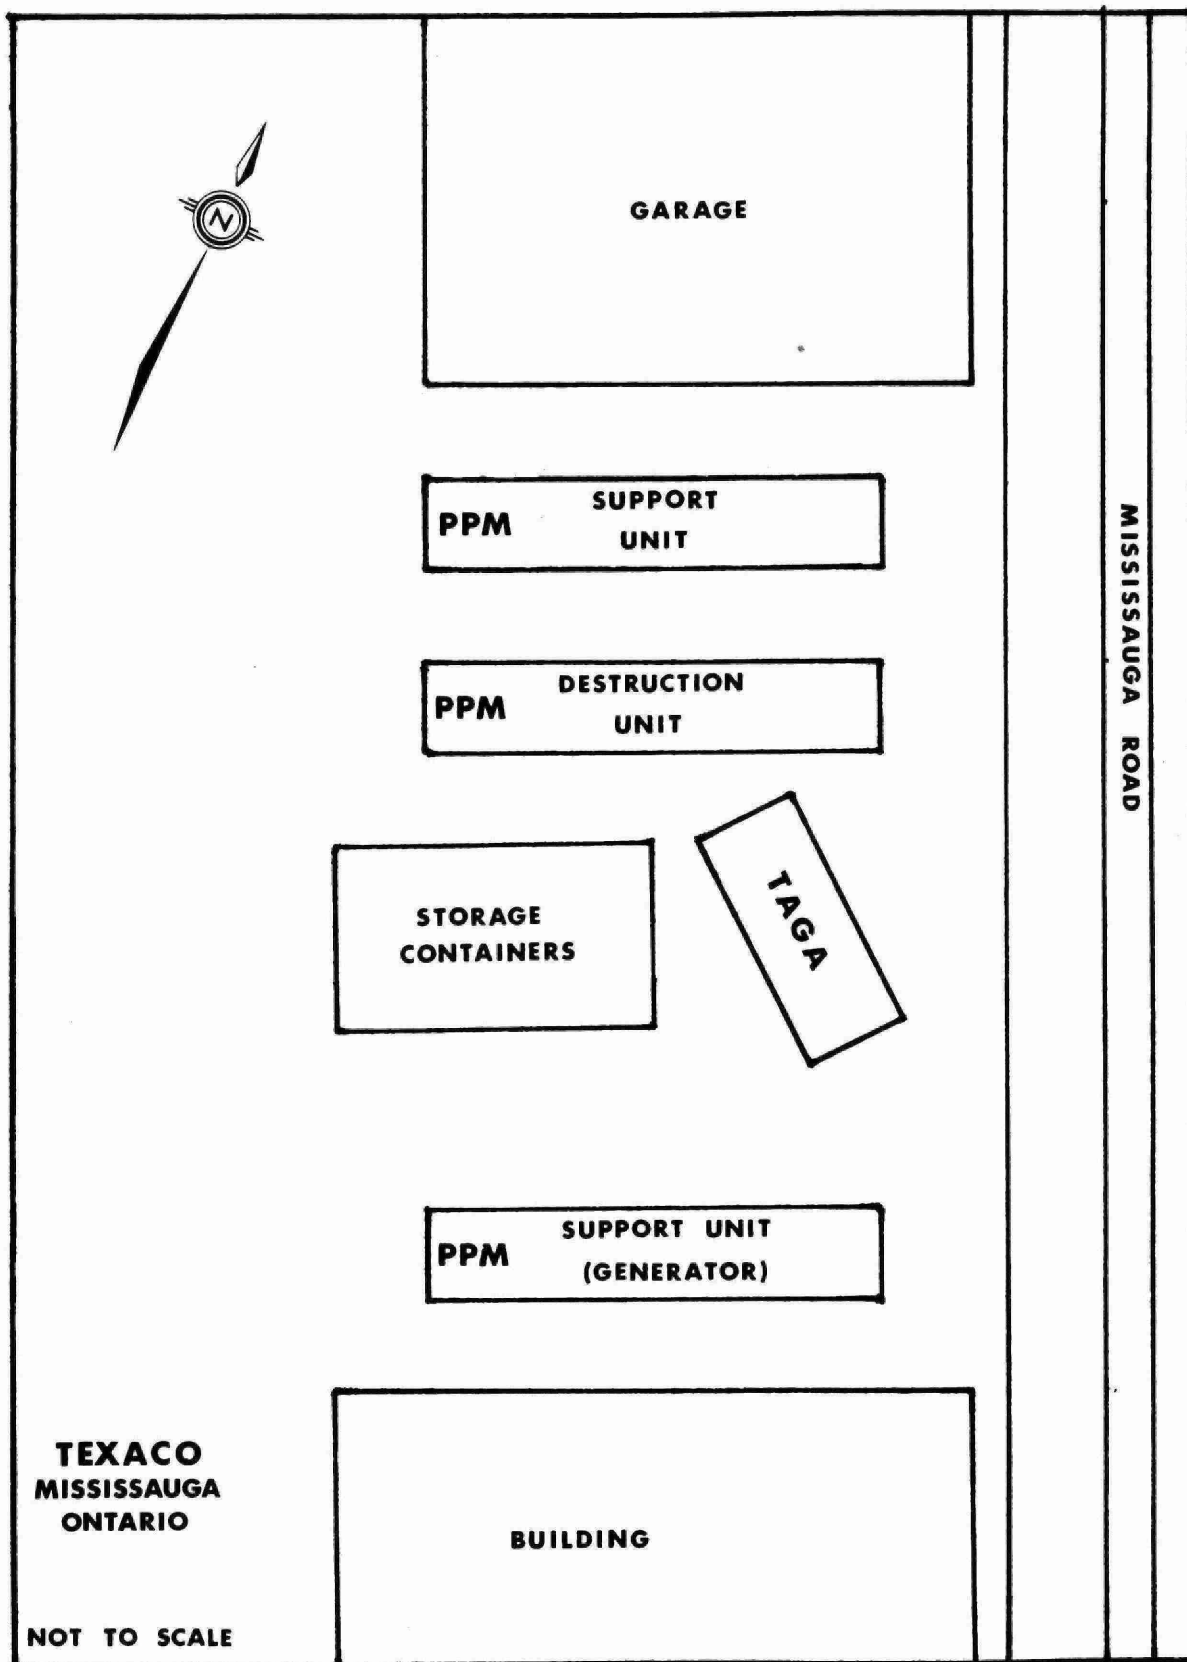 N
GARAGE
PPM
SUPPORT
UNIT
PPM
DESTRUCTION
UNIT
MISSISSAUGA ROAD
STORAGE
CONTAINERS
TAGA
PPM
SUPPORT UNIT
(GENERATOR)
TEXACO
MISSISSAUGA
ONTARIO
BUILDING
NOT TO SCALE